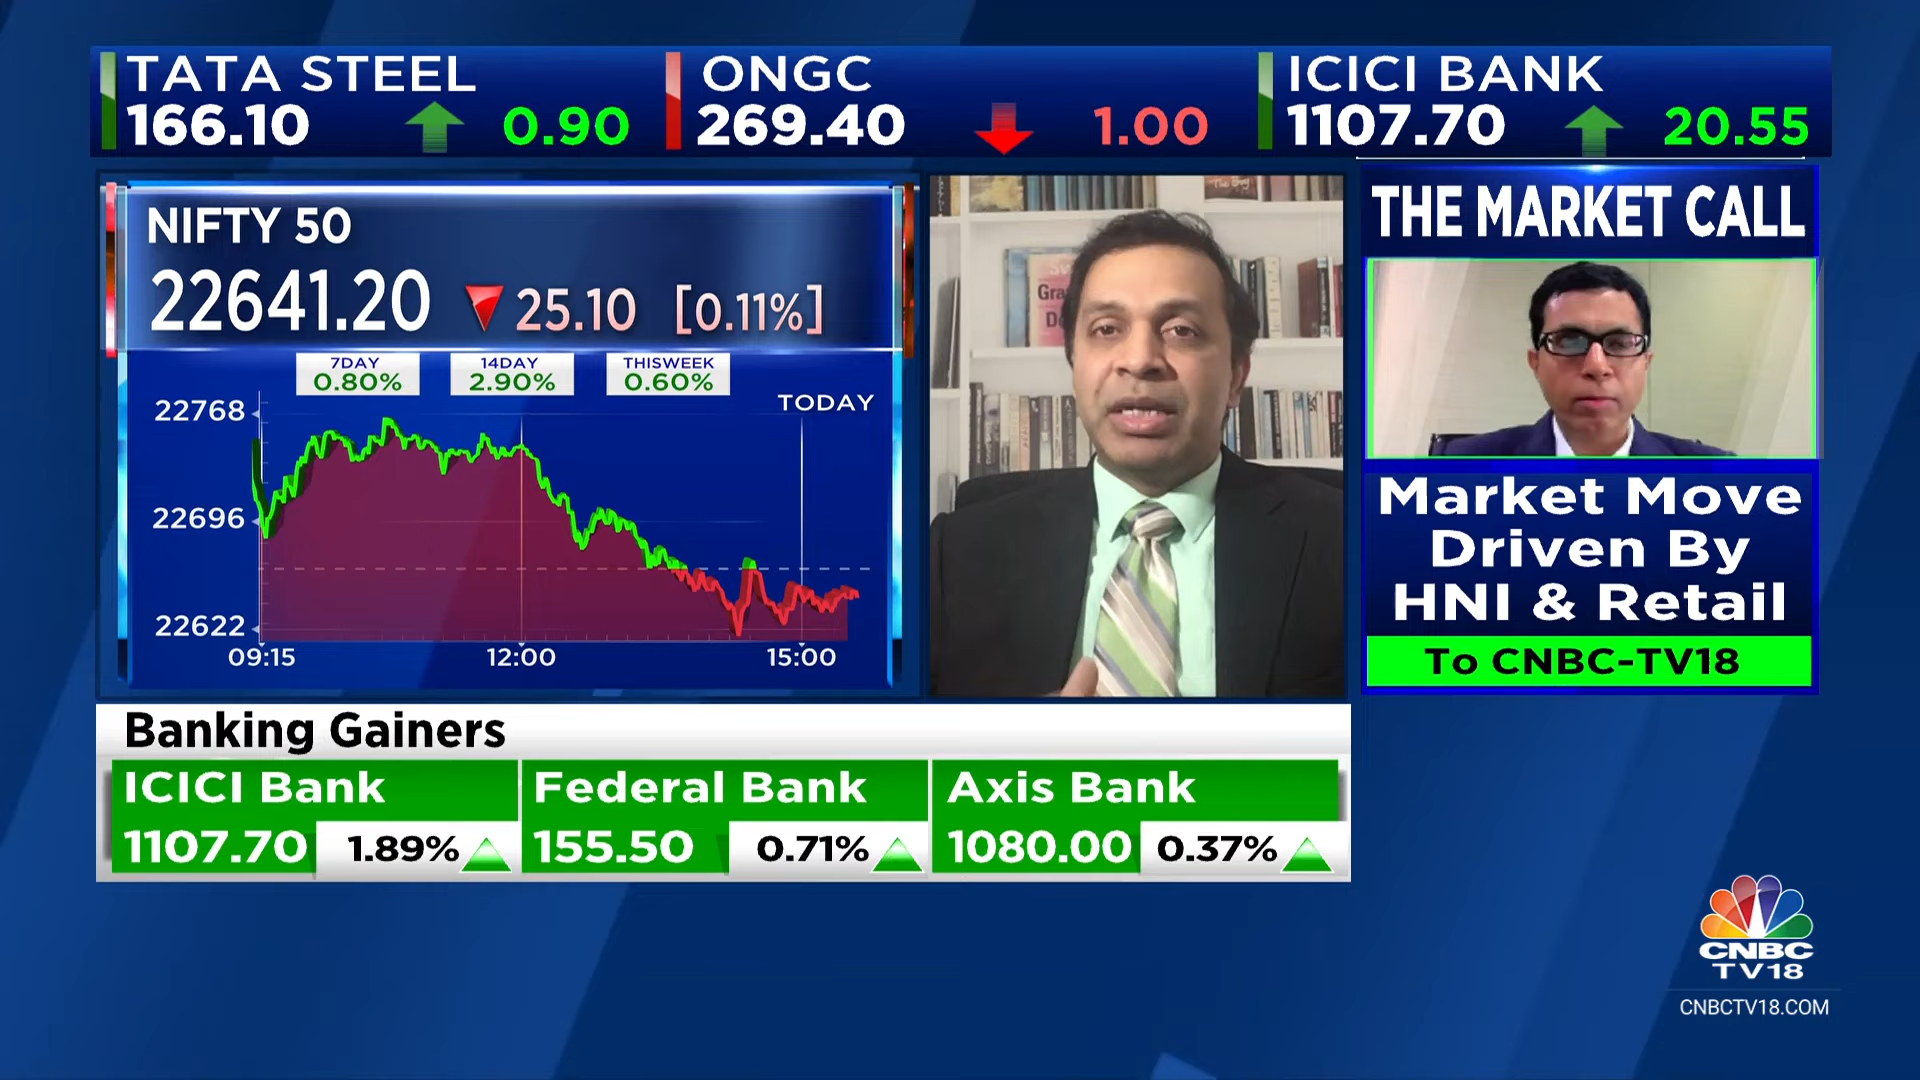 TATA STEEL
166.10 0.90
ONGC
269.40 1.00
ICICI BANK
1107.70 20.55
NIFTY 50
22641.20 25.10 [0.11%]
7DAY
0.80%
14DAY
2.90%
THISWEEK
0.60%
TODAY
22768
22696
22622
09:15 12:00 15:00
THE MARKET CALL
Market Move
Driven By
HNI & Retail
To CNBC-TV18
Banking Gainers
ICICI Bank
1107.70 1.89%
Federal Bank
155.50 0.71%
Axis Bank
1080.00 0.37%
CNBC
TV18
CNBCTV18.COM